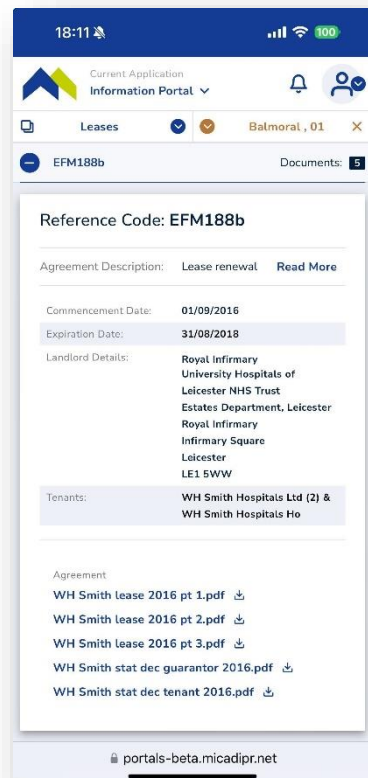 18:11
100
Current Application
Information Portal
Leases
Balmoral , 01
EFM188b
Documents: 5
Reference Code: EFM188b
Agreement Description: Lease renewal Read More
Commencement Date: 01/09/2016
Expiration Date: 31/08/2018
Landlord Details: Royal Infirmary
University Hospitals of
Leicester NHS Trust
Estates Department, Leicester
Royal Infirmary
Infirmary Square
Leicester
LE1 5WW
Tenants: WH Smith Hospitals Ltd (2) &
WH Smith Hospitals Ho
Agreement
WH Smith lease 2016 pt 1.pdf
WH Smith lease 2016 pt 2.pdf
WH Smith lease 2016 pt 3.pdf
WH Smith stat dec guarantor 2016.pdf
WH Smith stat dec tenant 2016.pdf
portals-beta.micadipr.net